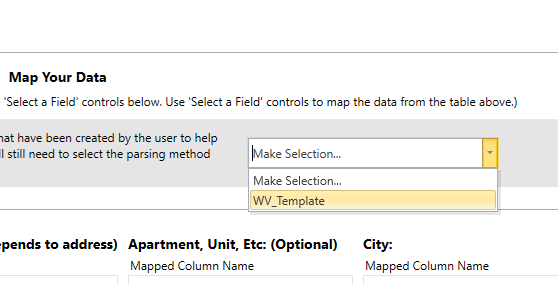 Map Your Data
'Select a Field' controls below. Use 'Select a Field' controls to map the data from the table above.)
hat have been created by the user to help
ll still need to select the parsing method
Make Selection...
Make Selection...
WV_Template
epends to address) Apartment, Unit, Etc: (Optional) City:
Mapped Column Name Mapped Column Name